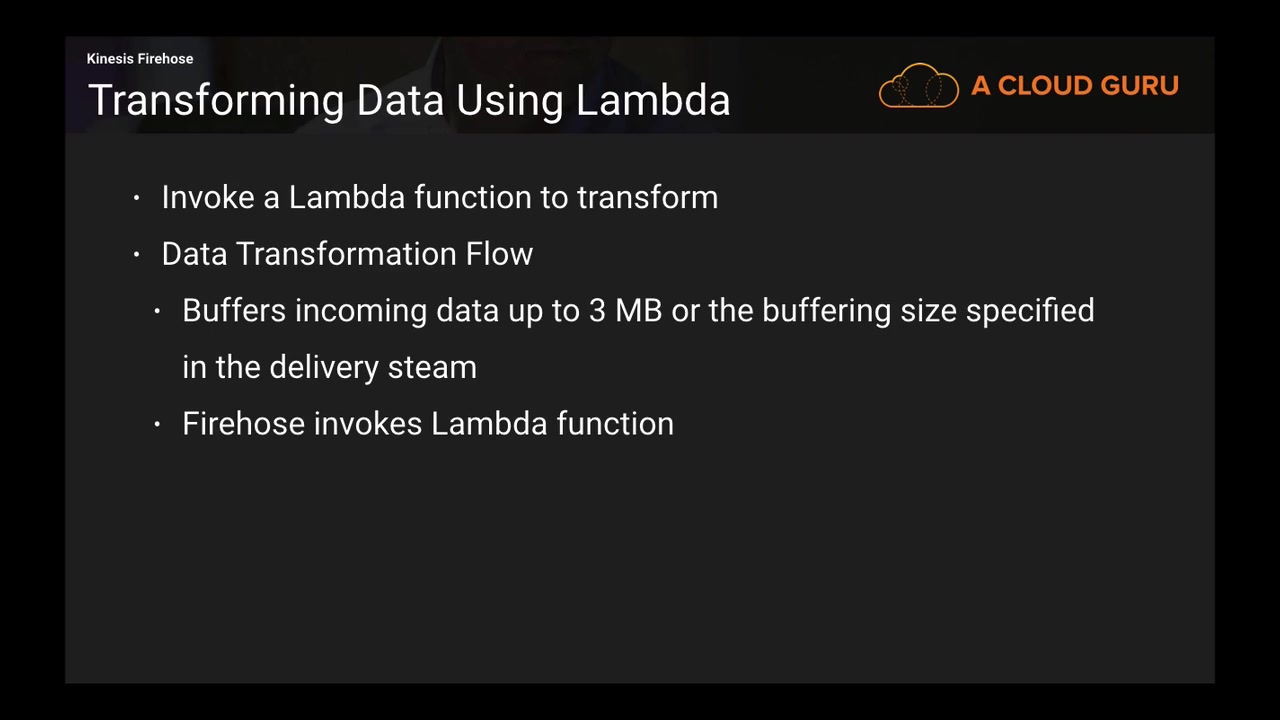 Kinesis Firehose
Transforming Data Using Lambda
A CLOUD GURU
· Invoke a Lambda function to transform
· Data Transformation Flow
· Buffers incoming data up to 3 MB or the buffering size specified
in the delivery steam
· Firehose invokes Lambda function